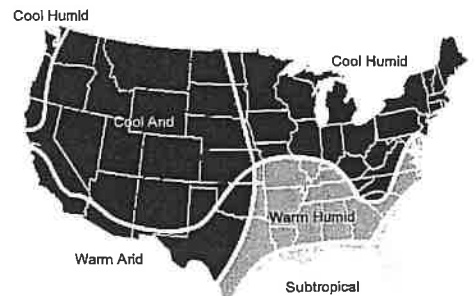 Cool Humid
Cool Humid
Cool Arid
Warm Humid
Warm Arid
Subtropical